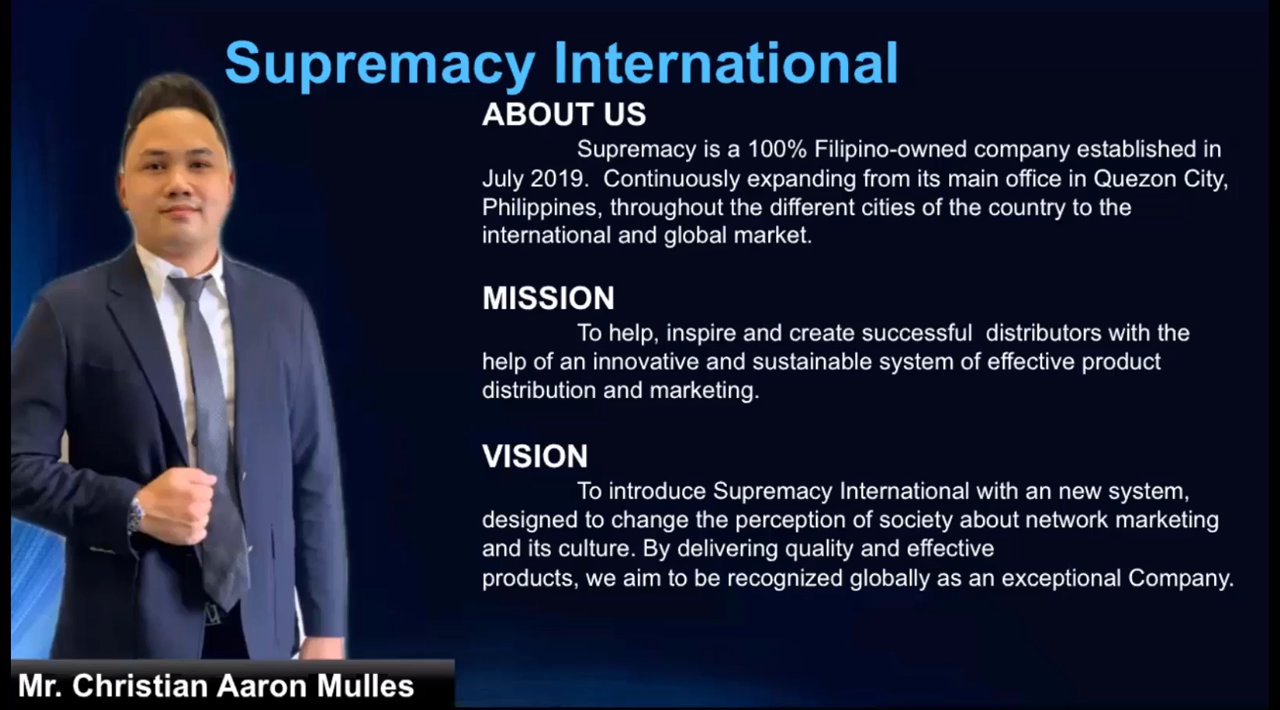 Supremacy International
ABOUT US
Supremacy is a 100% Filipino-owned company established in
July 2019.  Continuously expanding from its main office in Quezon City,
Philippines, throughout the different cities of the country to the
international and global market.
MISSION
To help, inspire and create successful  distributors with the
help of an innovative and sustainable system of effective product
distribution and marketing.
VISION
To introduce Supremacy International with an new system,
designed to change the perception of society about network marketing
and its culture. By delivering quality and effective
products, we aim to be recognized globally as an exceptional Company.
Mr. Christian Aaron Mulles